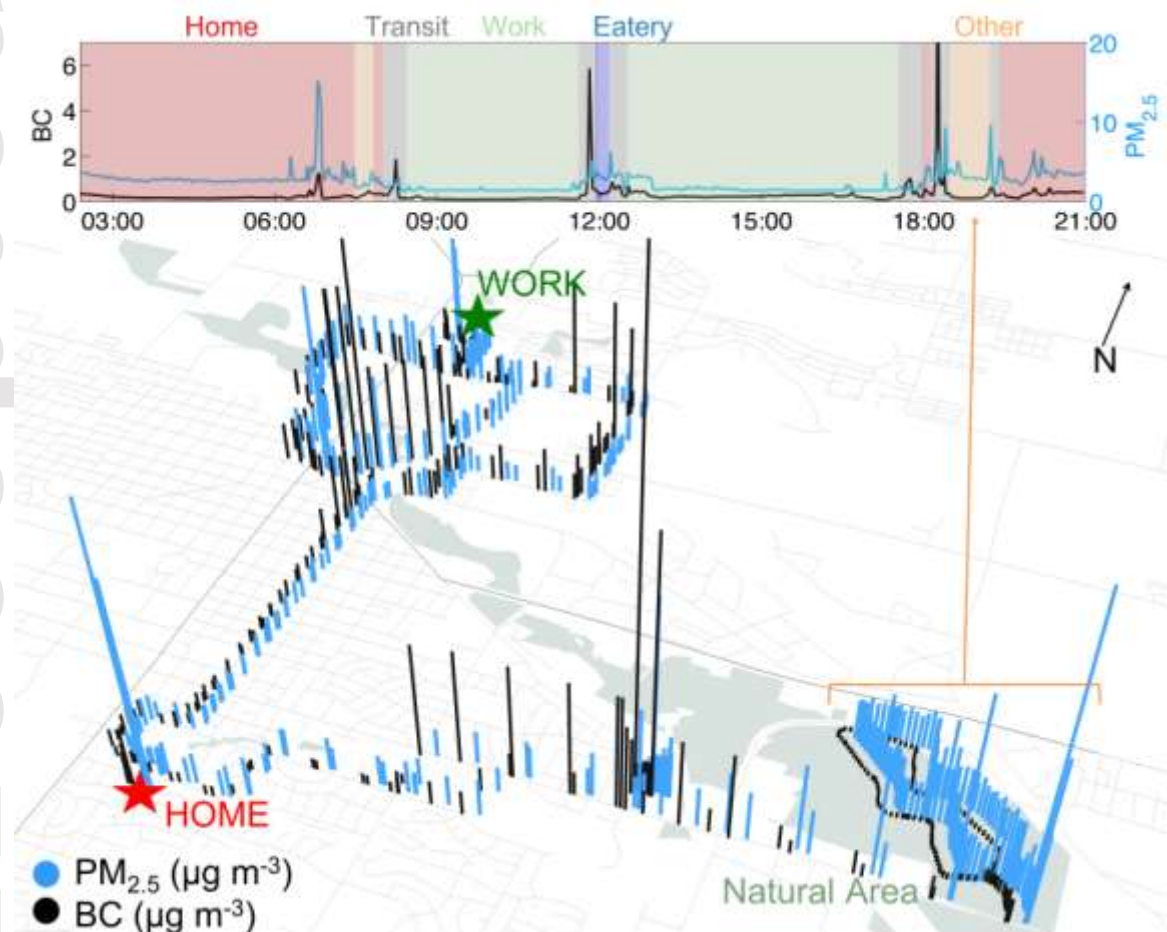 Home Transit Work Eatery Other
6 20
4
BC 10 PM2.5
2
0 0
03:00 06:00 09:00 12:00 15:00 18:00 21:00
WORK
N
HOME
PM2.5 (µg m-3)
Natural Area
BC (µg m-3)